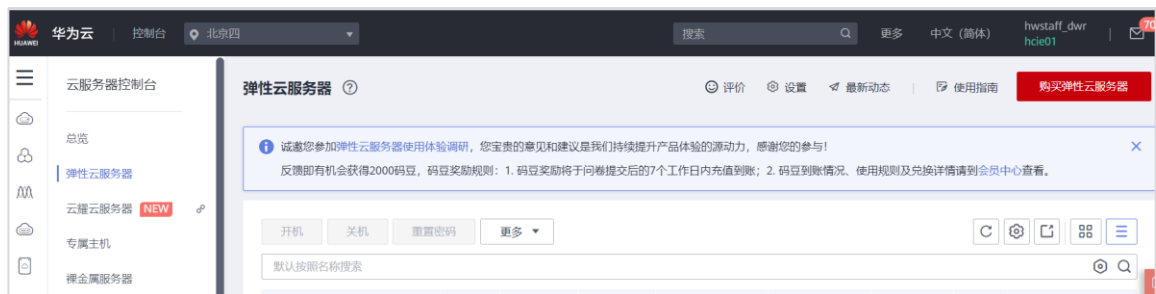 HUAWEI 华为云 控制台 北京四 搜索 更多 中文 (简体) hwstaff_dwr 70
hcie01
云服务器控制台 弹性云服务器 评价 设置 最新动态 使用指南 购买弹性云服务器
总览
诚邀您参加弹性云服务器使用体验调研,您宝贵的意见和建议是我们持续提升产品体验的源动力,感谢您的参与!
弹性云服务器
反馈即有机会获得2000码豆,码豆奖励规则:1. 码豆奖励将于问卷提交后的7个工作日内充值到账;2. 码豆到账情况、使用规则及兑换详情请到会员中心查看。
云耀云服务器 NEW
开机 关机 重置密码 更多
专属主机
默认按照名称搜索
裸金属服务器